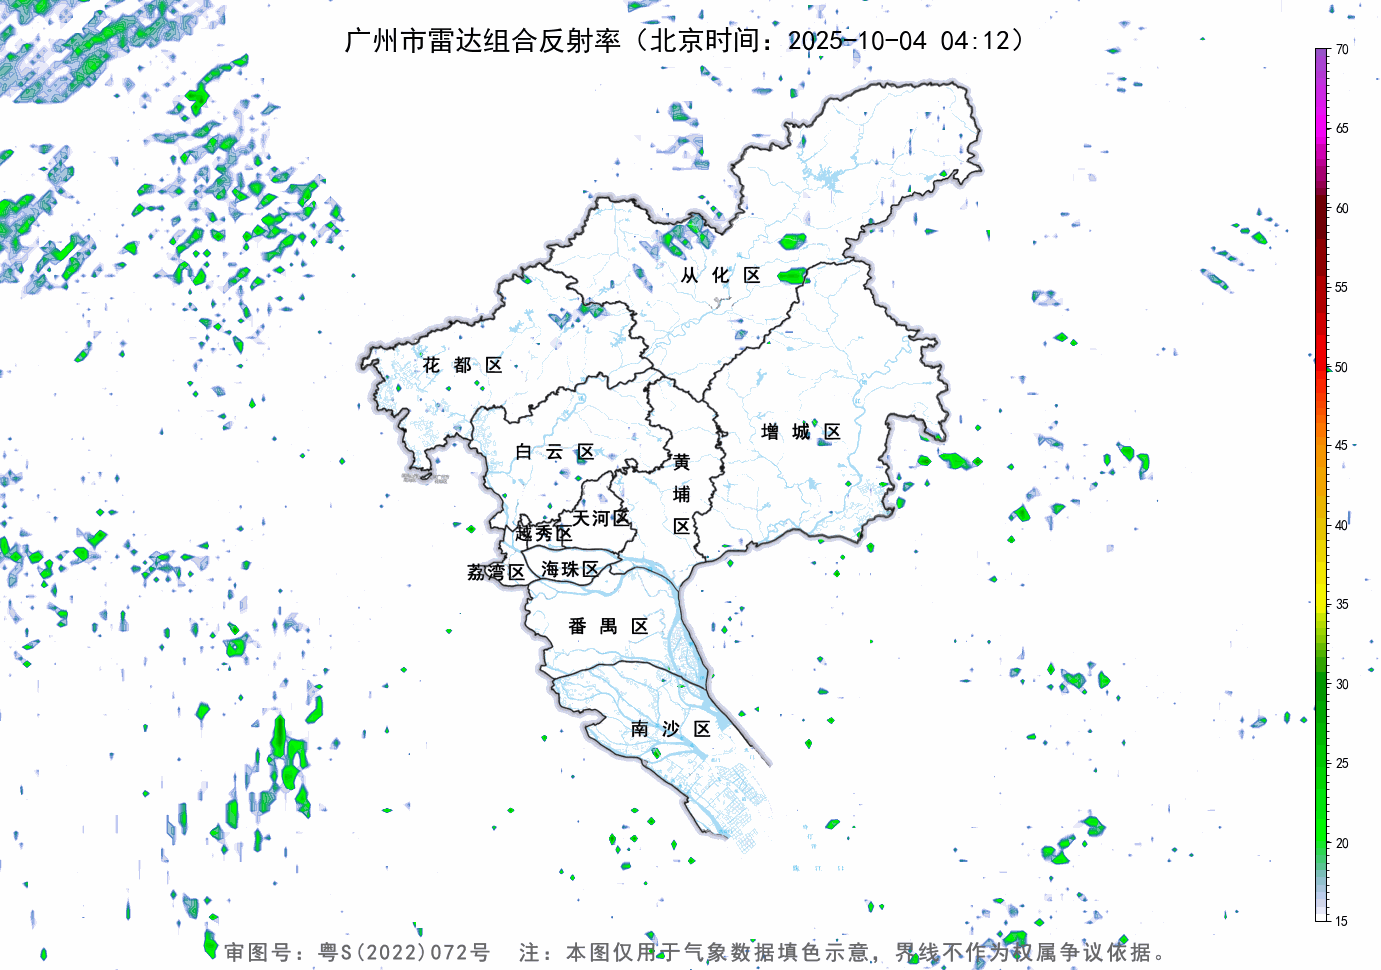 广州市雷达组合反射率（北京时间：2025-10-04 04:12）
70
65
60
55
50
45
40
35
30
25
20
15
从化区
花都区
增城区
白云区
黄埔区
天河区
越秀区
荔湾区
海珠区
番禺区
南沙区
审图号：粤S(2022)072号 注：本图仅用于气象数据填色示意，界线不作为权属争议依据。